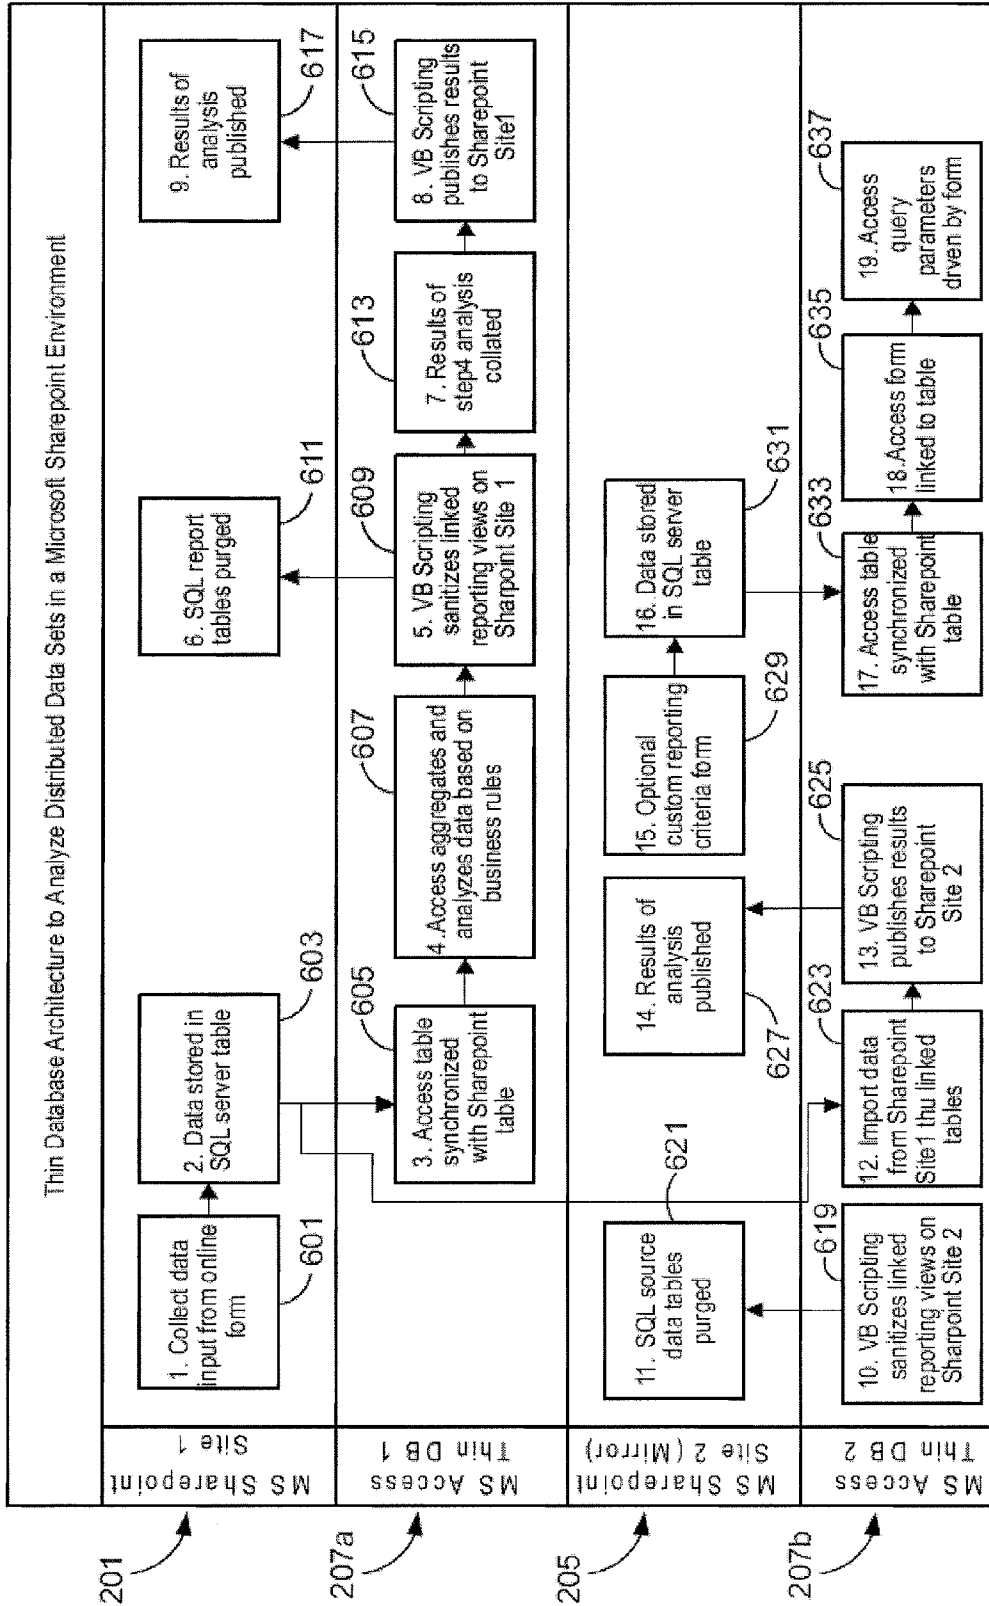 Thin Database Architecture to Analyze Distributed Data Sets in a Microsoft Sharepoint Environment
201
MS Sharepoint
Site 1
1. Collect data
input from online
form
601
2. Data stored in
SQL server table
603
6. SQL report
tables purged
611
9. Results of
analysis
published
617
207a
MS Access
Thin DB 1
3. Access table
synchronized
with Sharepoint
table
605
4. Access aggregates and
analyzes data based on
business rules
607
5. VB Scripting
sanitizes linked
reporting views on
Sharpoint Site 1
609
7. Results of
step4 analysis
collated
613
8. VB Scripting
publishes results
to Sharepoint
Site1
615
205
MS Sharepoint
Site 2 (Mirror)
11. SQL source
data tables
purged
621
14. Results of
analysis
published
627
15. Optional
custom reporting
criteria form
629
16. Data stored
in SQL server
table
631
207b
MS Access
Thin DB 2
10. VB Scripting
sanitizes linked
reporting views on
Sharpoint Site 2
619
12. Import data
from Sharepoint
Site1 thu linked
tables
623
13. VB Scripting
publishes results
to Sharepoint
Site 2
625
17. Access table
synchronized
with Sharepoint
table
633
18.Access form
linked to table
635
19. Access
query
parameters
drven by form
637